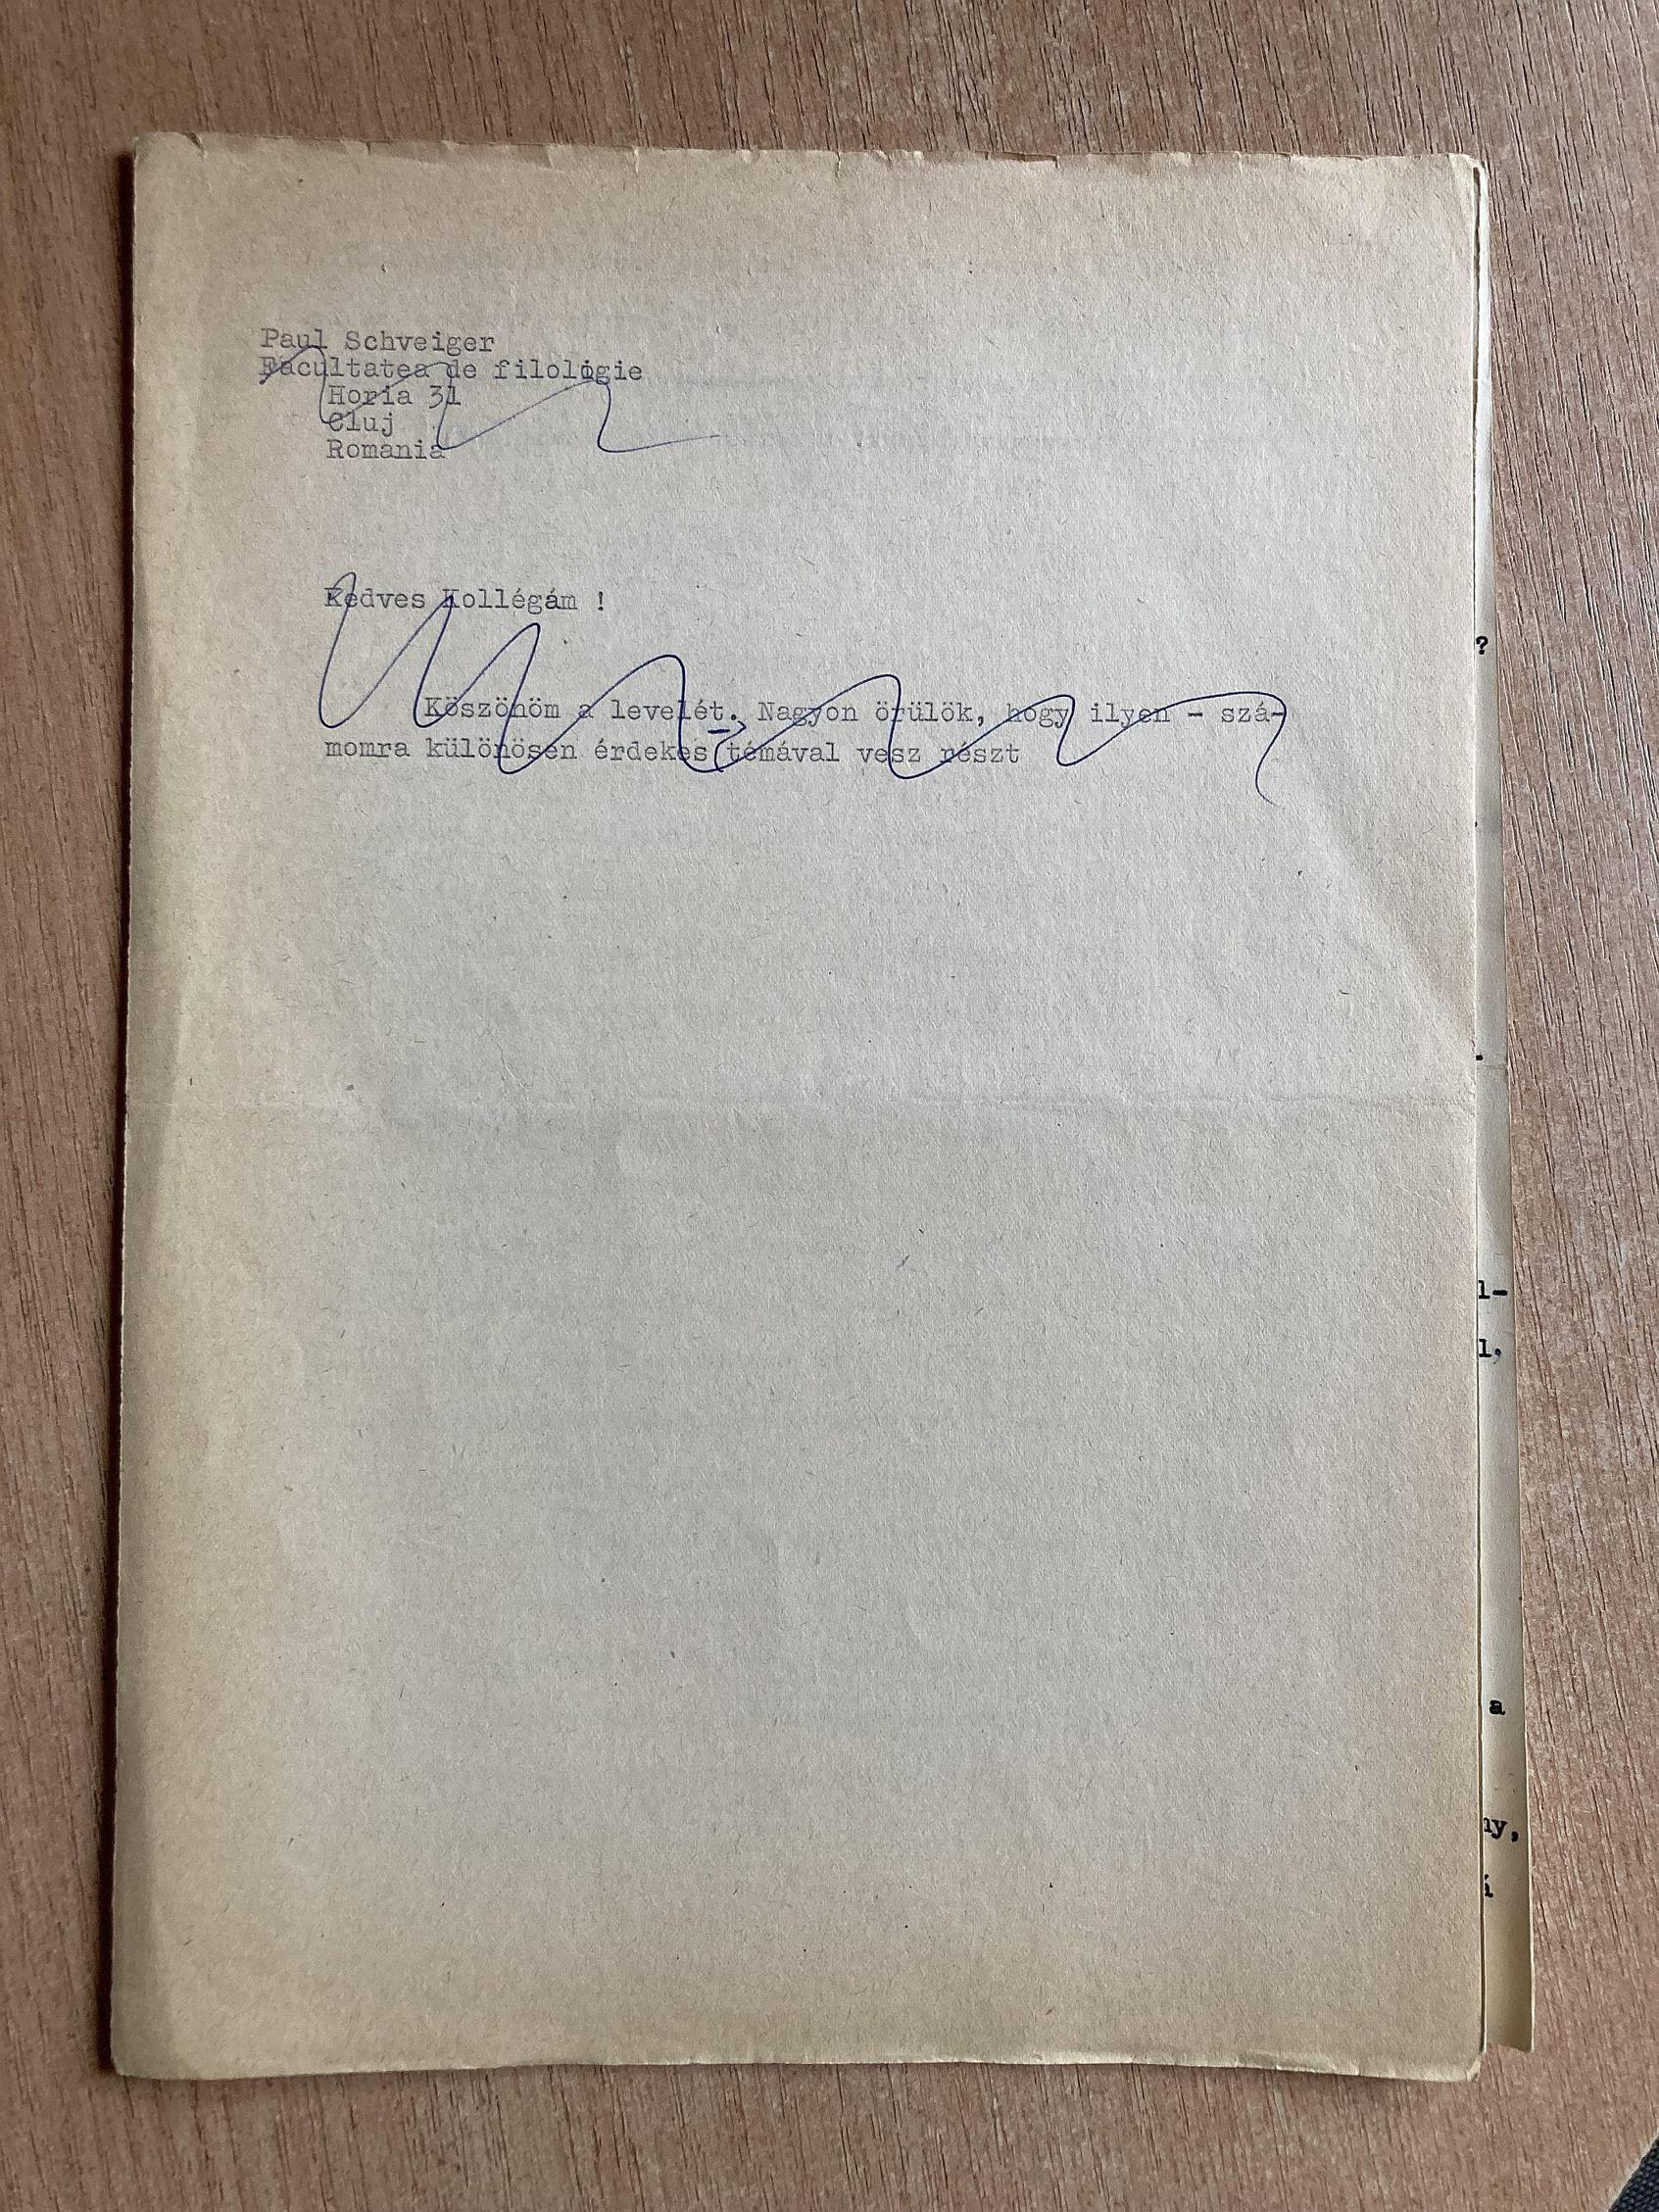 Paul Schveiger
Facultatea de filologie
Horia 31
Cluj
Romania
Kedves Kollégám !
Köszönöm a levelét. Nagyon örülök, hogy ilyen - szá-
momra különösen érdekes - témával vesz részt
?
.
l-
l,
a
ny,
á